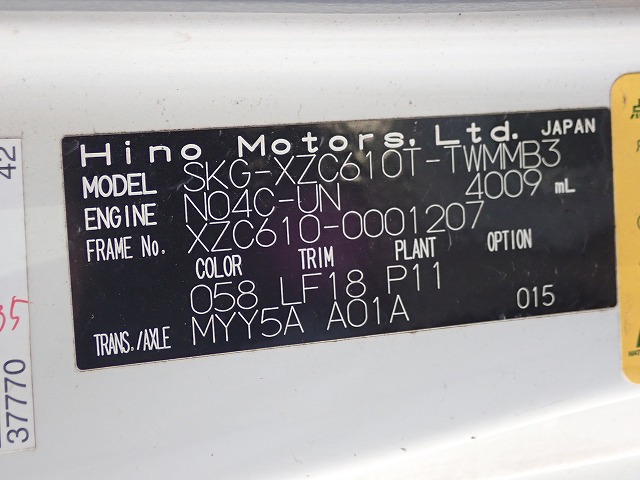 Hino Motors, Ltd. JAPAN
MODEL SKG-XZC610T-TWMMB3
ENGINE N04C-UN 4009 mL
FRAME No. XZC610-0001207
COLOR TRIM PLANT OPTION
058 LF18 P11
TRANS./AXLE MYY5A A01A 015
42
35
37770